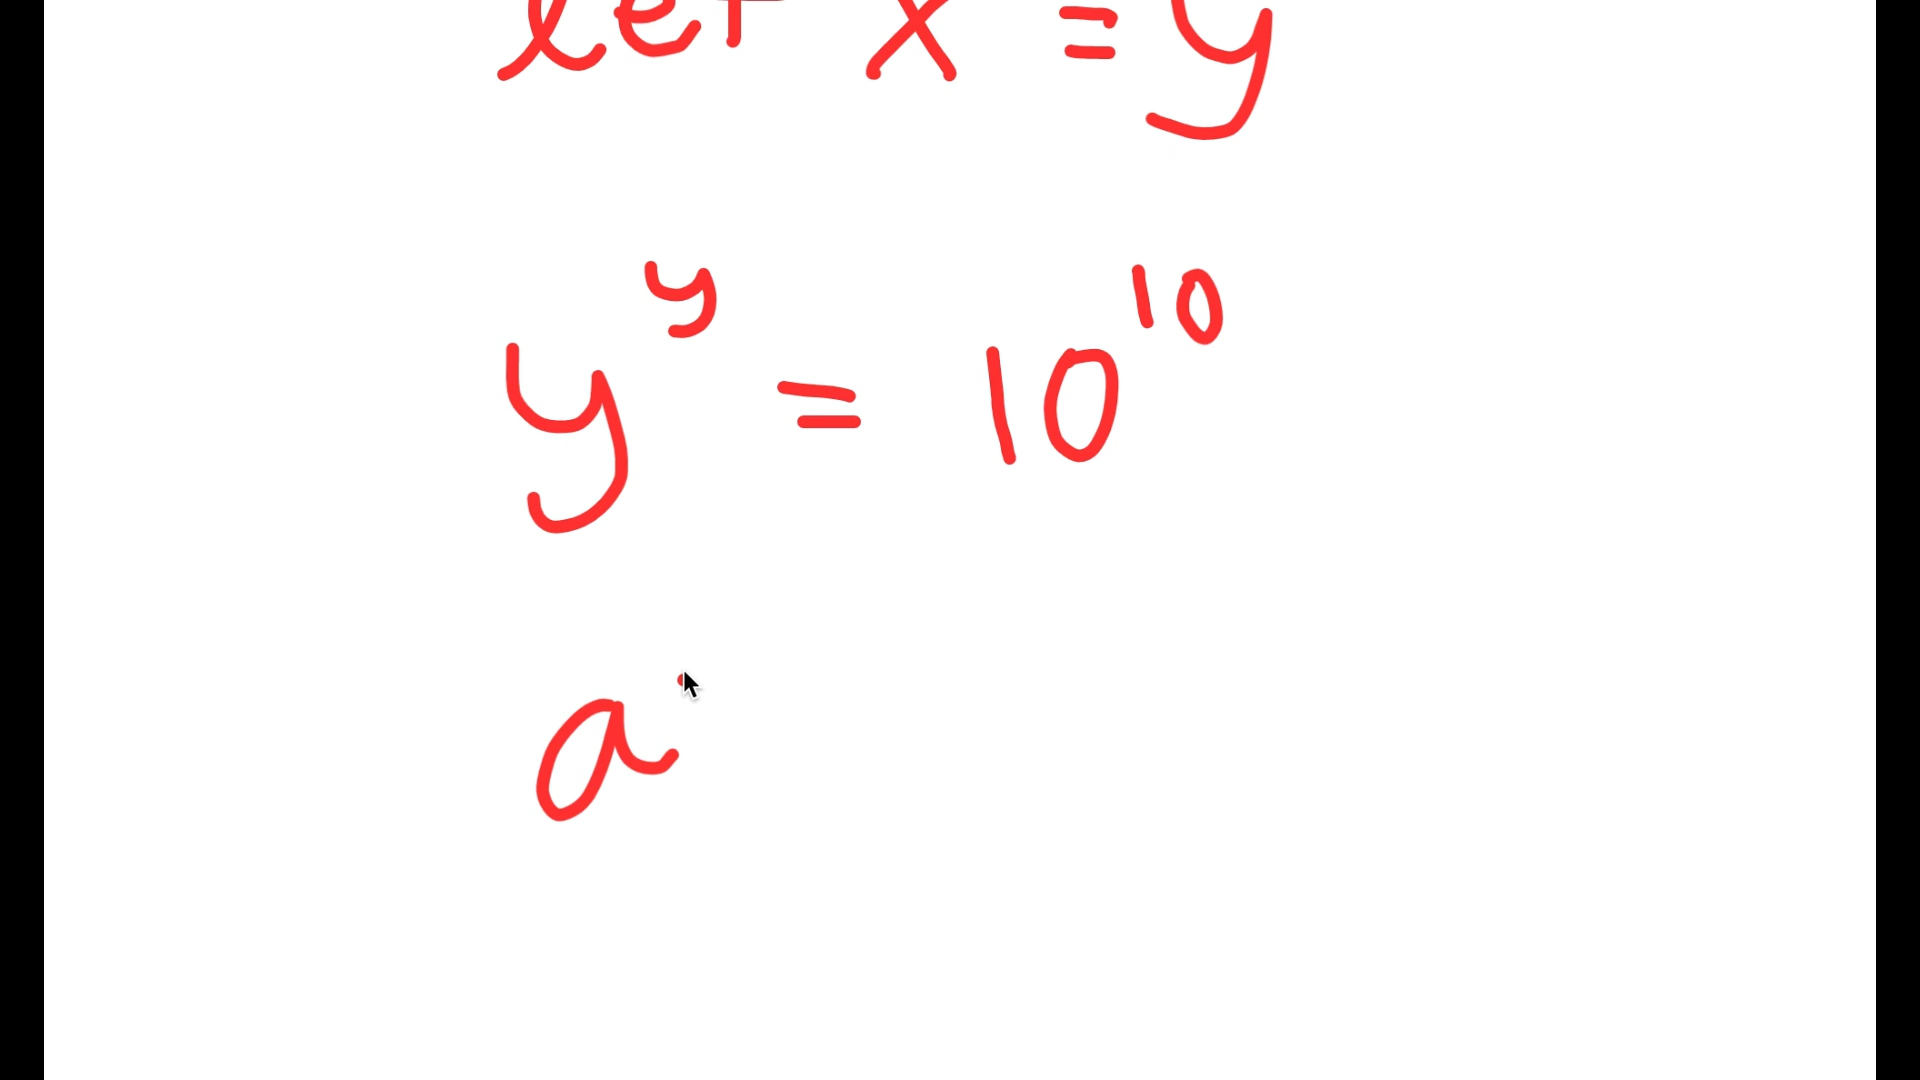 let x = y
y^y = 10^10
a